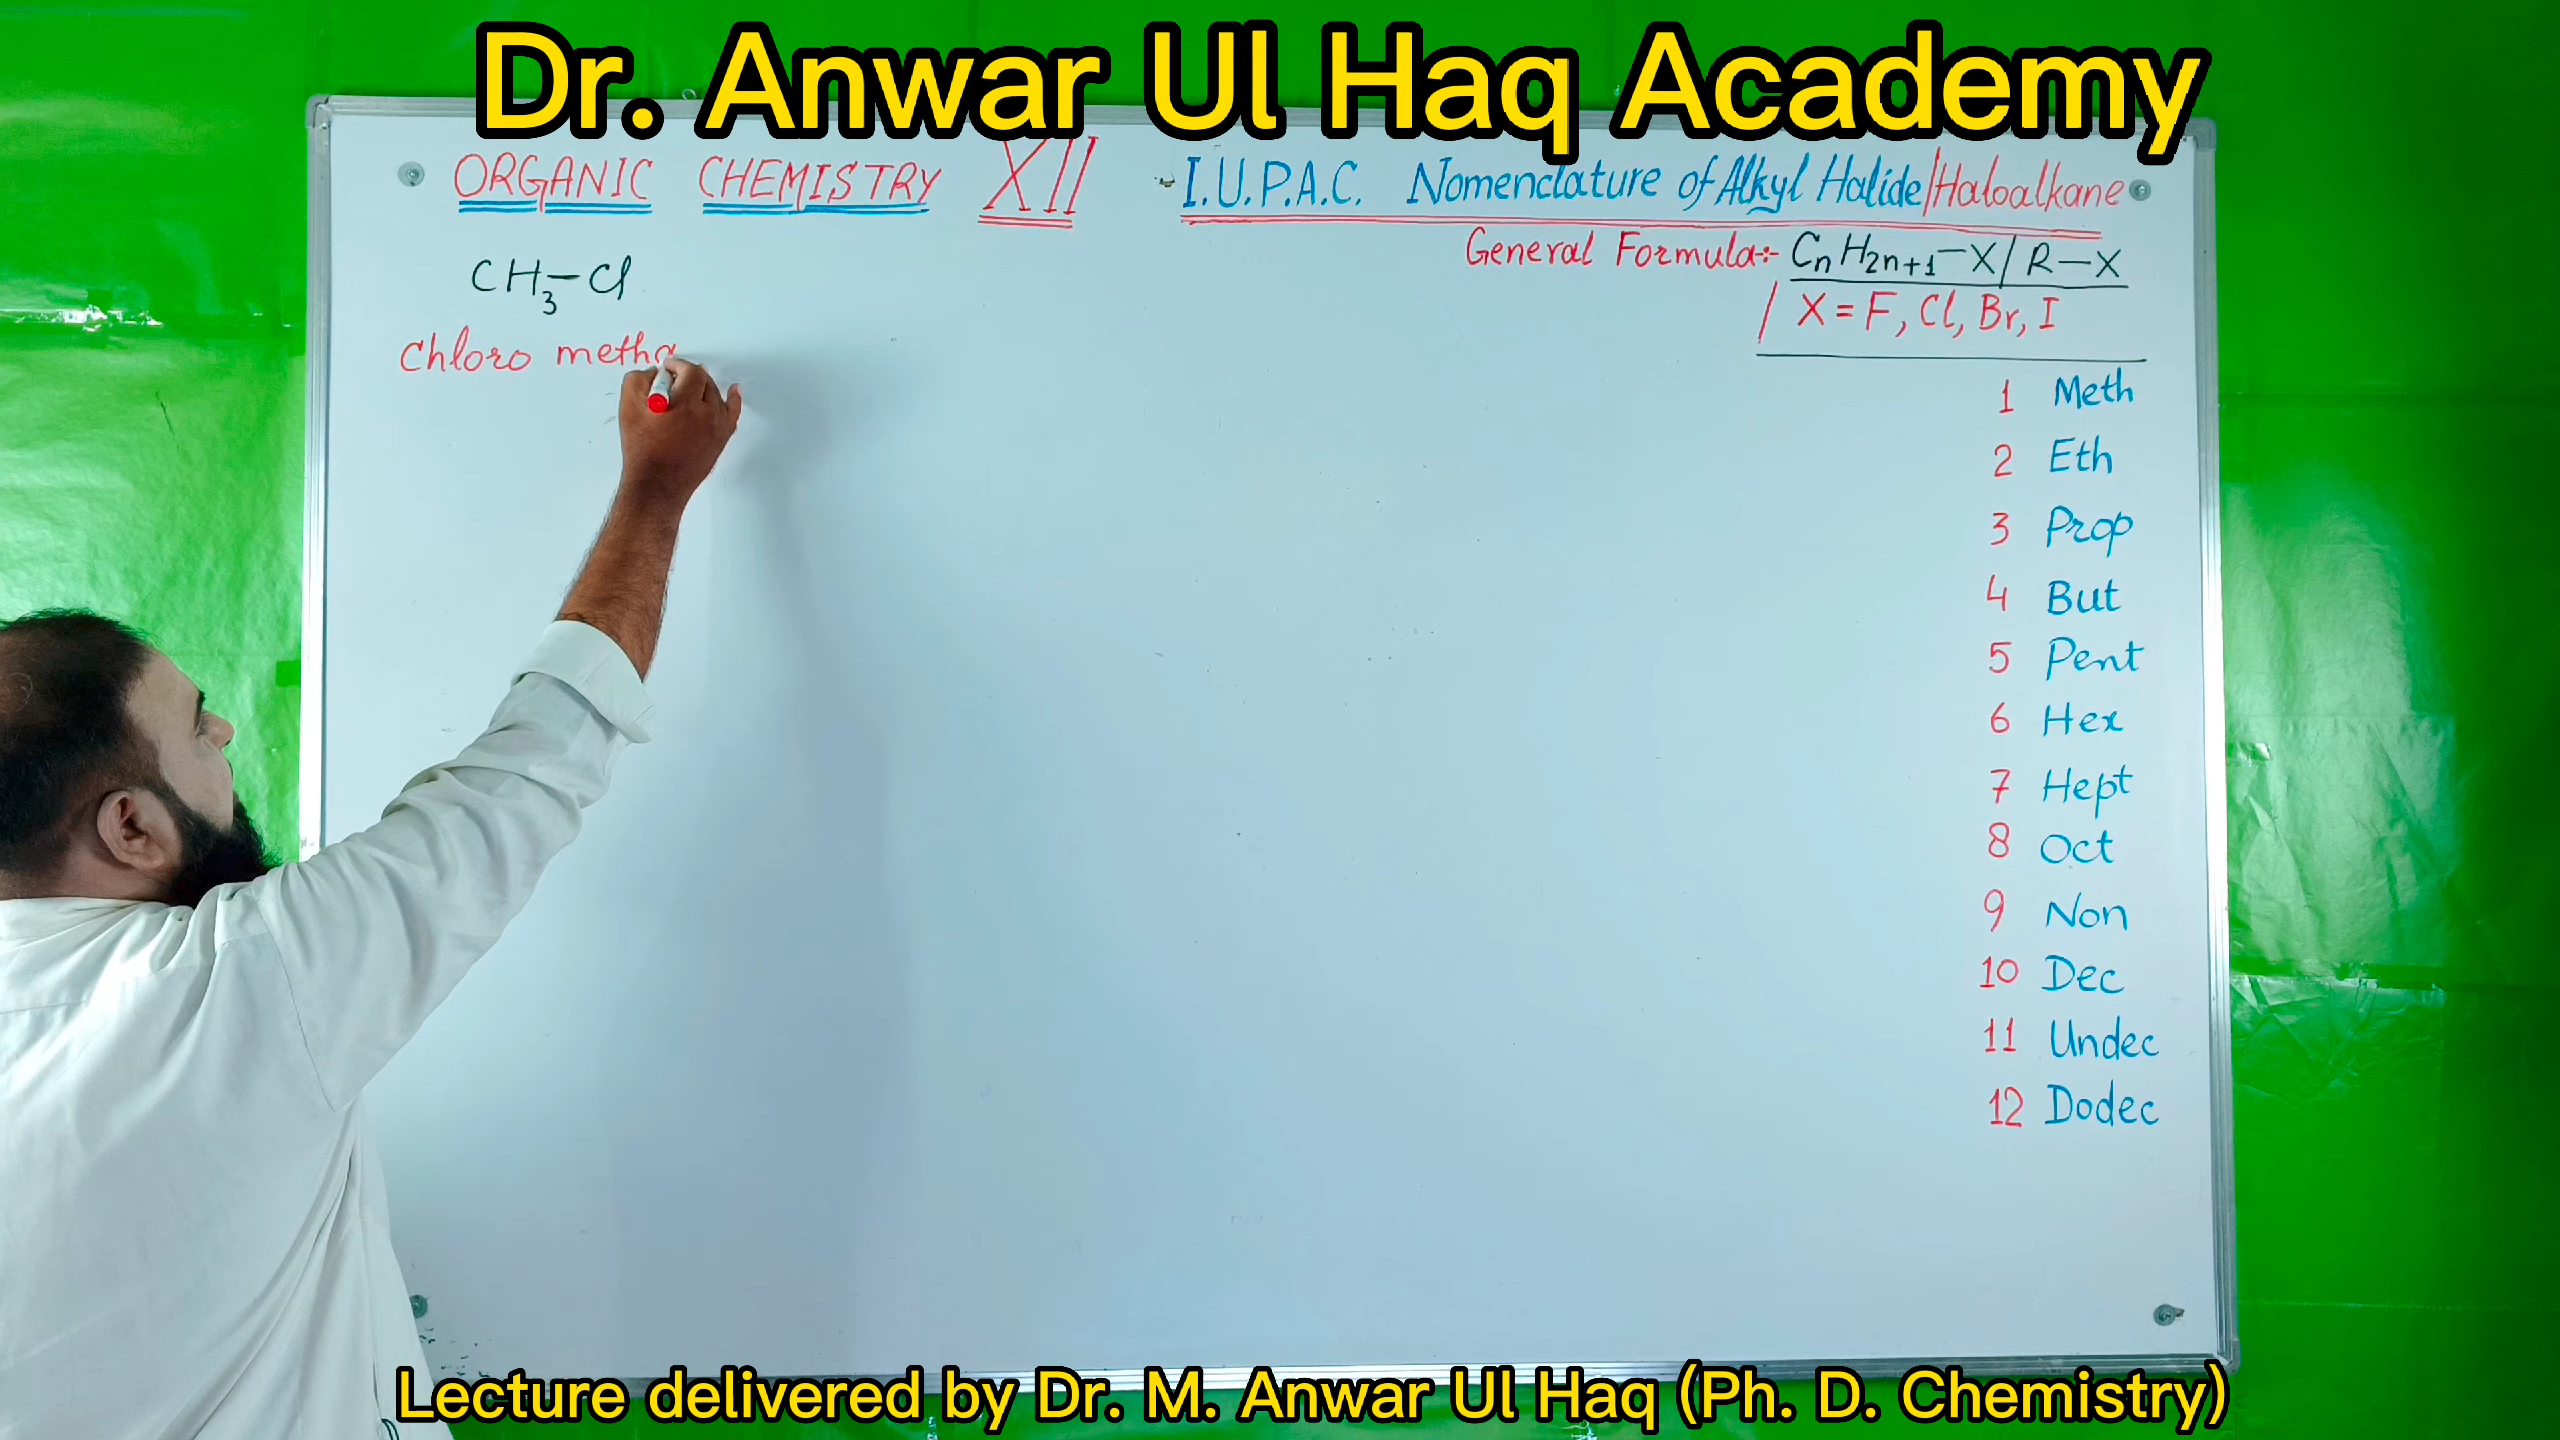 Dr. Anwar Ul Haq Academy
ORGANIC CHEMISTRY XII
I.U.P.A.C. Nomenclature of Alkyl Halide/Haloalkane
General Formula:- CnH2n+1-X/R-X
/ X = F, Cl, Br, I
CH3-Cl
Chloro metha
1 Meth
2 Eth
3 Prop
4 But
5 Pent
6 Hex
7 Hept
8 Oct
9 Non
10 Dec
11 Undec
12 Dodec
Lecture delivered by Dr. M. Anwar Ul Haq (Ph. D. Chemistry)